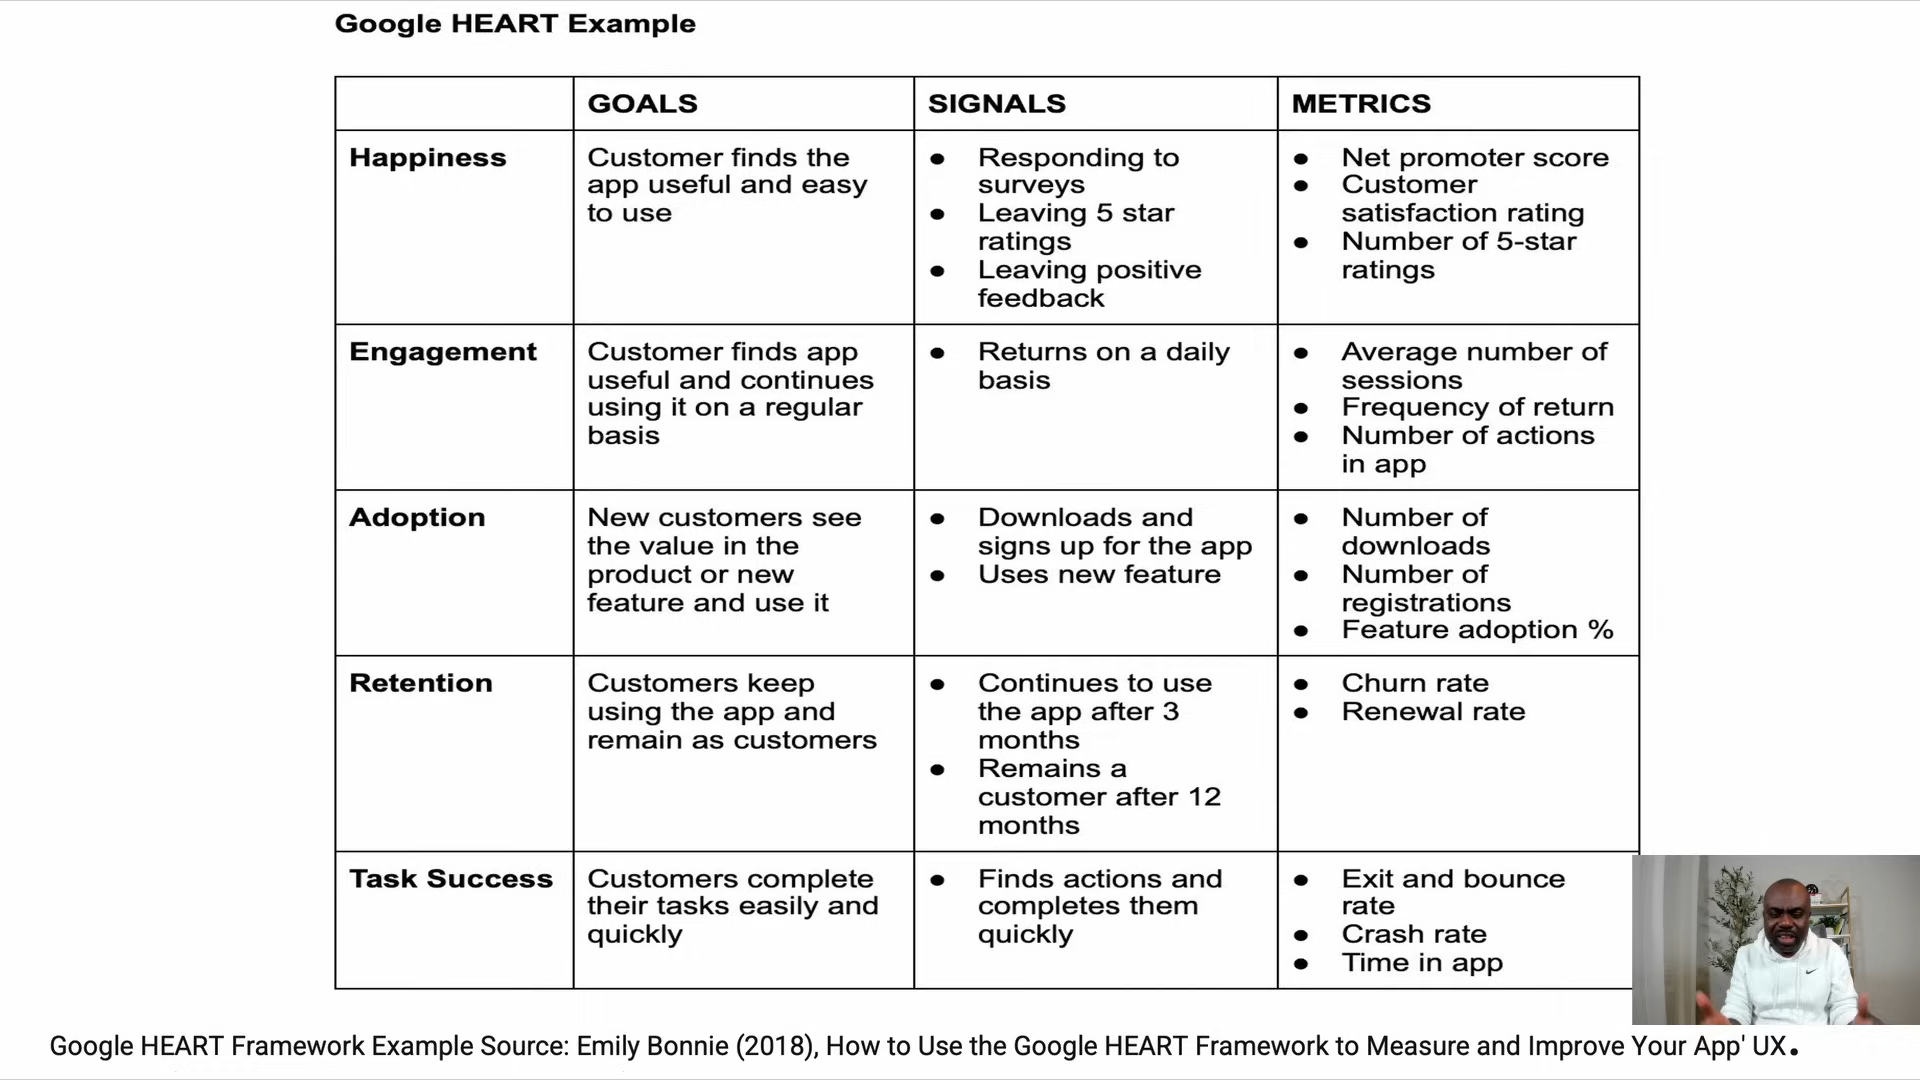 Google HEART Example
GOALS
SIGNALS
METRICS
Happiness
Customer finds the
app useful and easy
to use
● Responding to
surveys
● Leaving 5 star
ratings
● Leaving positive
feedback
● Net promoter score
● Customer
satisfaction rating
● Number of 5-star
ratings
Engagement
Customer finds app
useful and continues
using it on a regular
basis
● Returns on a daily
basis
● Average number of
sessions
● Frequency of return
● Number of actions
in app
Adoption
New customers see
the value in the
product or new
feature and use it
● Downloads and
signs up for the app
● Uses new feature
● Number of
downloads
● Number of
registrations
● Feature adoption %
Retention
Customers keep
using the app and
remain as customers
● Continues to use
the app after 3
months
● Remains a
customer after 12
months
● Churn rate
● Renewal rate
Task Success
Customers complete
their tasks easily and
quickly
● Finds actions and
completes them
quickly
● Exit and bounce
rate
● Crash rate
● Time in app
Google HEART Framework Example Source: Emily Bonnie (2018), How to Use the Google HEART Framework to Measure and Improve Your App' UX.